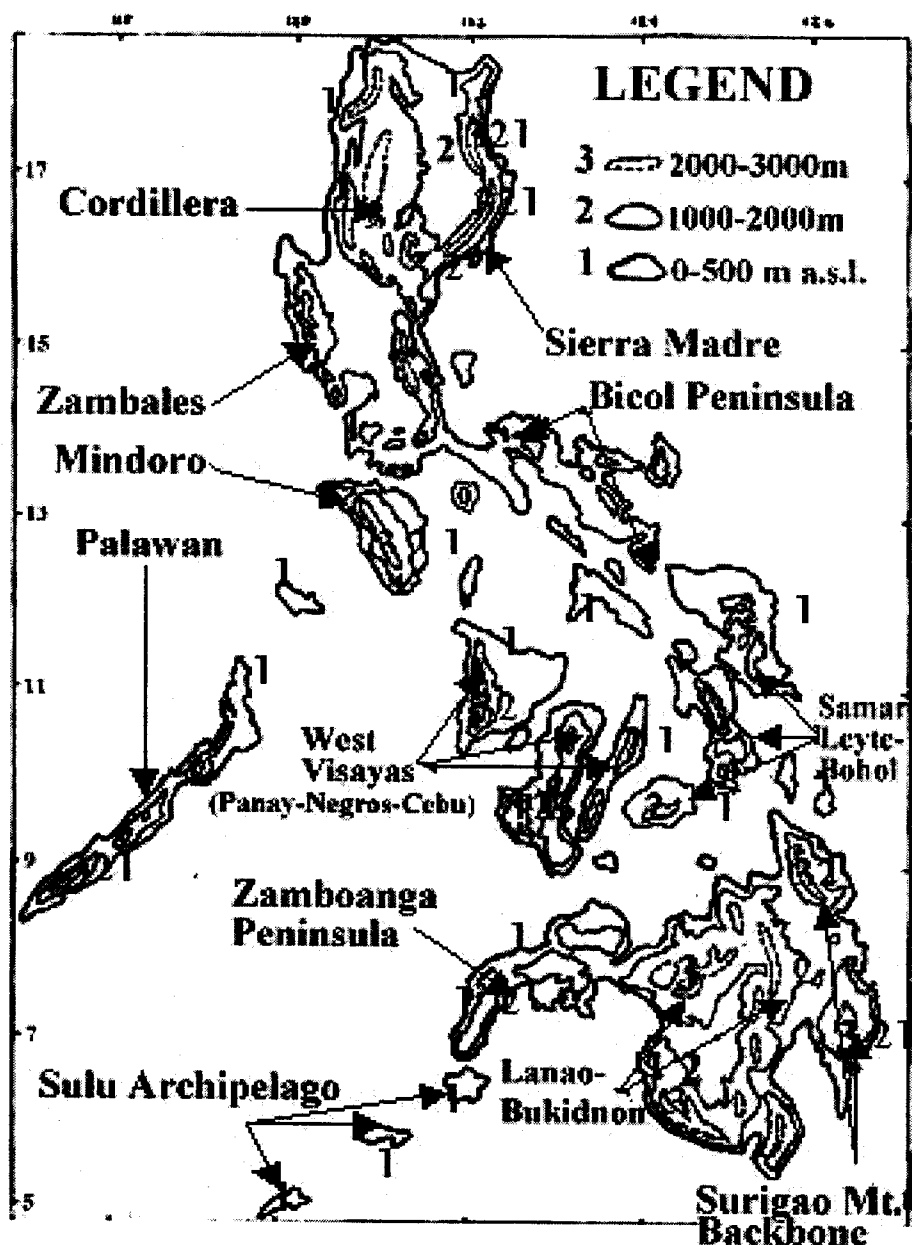 LEGEND
3 2000-3000m
2 1000-2000m
1 0-500 m a.s.l.
17
15
13
11
9
7
5
Cordillera
Sierra Madre
Zambales
Bicol Peninsula
Mindoro
Palawan
West
Visayas
(Panay-Negros-Cebu)
Samar
Leyte-
Bohol
Zamboanga
Peninsula
Sulu Archipelago
Lanao-
Bukidnon
Surigao Mt.
Backbone